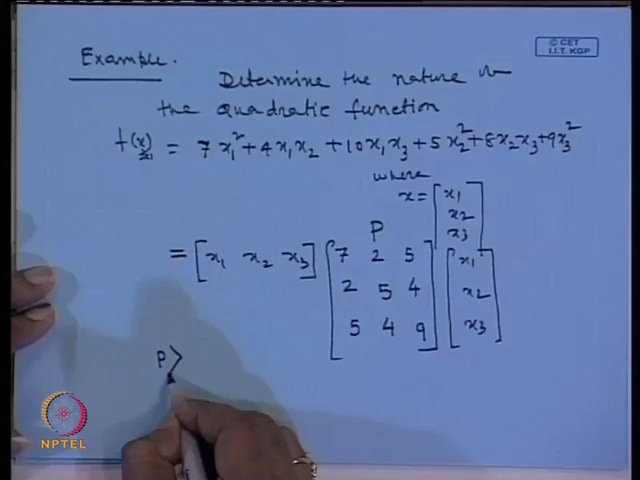 © CET
I.I.T. KGP
Example.
Determine the nature
the quadratic function
f(x) = 7x₁² + 4x₁x₂ + 10x₁x₃ + 5x₂² + 8x₂x₃ + 9x₃²
where
x = [x₁
x₂
x₃]
P
= [x₁ x₂ x₃] [7 2 5] [x₁
2 5 4 x₂
5 4 9 x₃]
P >
NPTEL